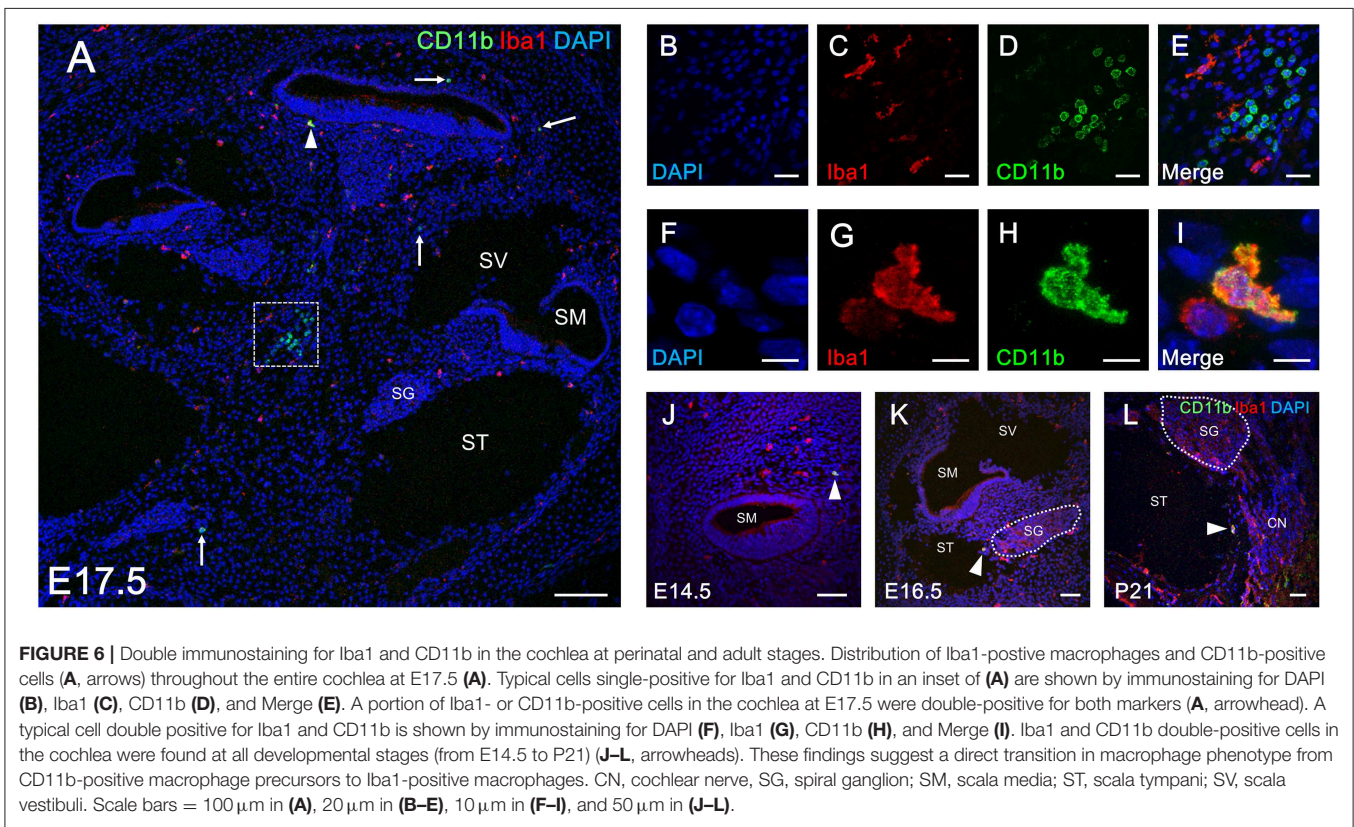 A
CD11b Iba1 DAPI
SV
SM
SG
ST
E17.5
B
DAPI
C
Iba1
D
CD11b
E
Merge
F
DAPI
G
Iba1
H
CD11b
I
Merge
J
SM
E14.5
K
SV
SM
SG
ST
E16.5
L
CD11b Iba1 DAPI
SG
ST
CN
P21
FIGURE 6 | Double immunostaining for Iba1 and CD11b in the cochlea at perinatal and adult stages. Distribution of Iba1-postive macrophages and CD11b-positive
cells (A, arrows) throughout the entire cochlea at E17.5 (A). Typical cells single-positive for Iba1 and CD11b in an inset of (A) are shown by immunostaining for DAPI
(B), Iba1 (C), CD11b (D), and Merge (E). A portion of Iba1- or CD11b-positive cells in the cochlea at E17.5 were double-positive for both markers (A, arrowhead). A
typical cell double positive for Iba1 and CD11b is shown by immunostaining for DAPI (F), Iba1 (G), CD11b (H), and Merge (I). Iba1 and CD11b double-positive cells in
the cochlea were found at all developmental stages (from E14.5 to P21) (J–L, arrowheads). These findings suggest a direct transition in macrophage phenotype from
CD11b-positive macrophage precursors to Iba1-positive macrophages. CN, cochlear nerve, SG, spiral ganglion; SM, scala media; ST, scala tympani; SV, scala
vestibuli. Scale bars = 100 μm in (A), 20 μm in (B–E), 10 μm in (F–I), and 50 μm in (J–L).